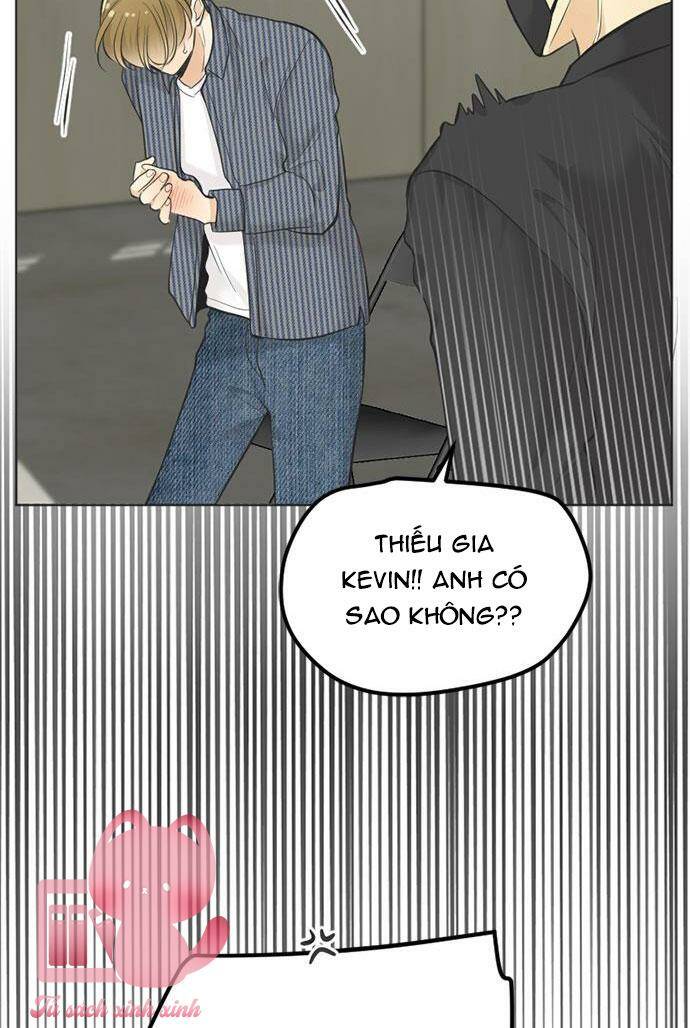 THIẾU GIA
KEVIN!! ANH CÓ
SAO KHÔNG??
Tủ sách xinh xinh